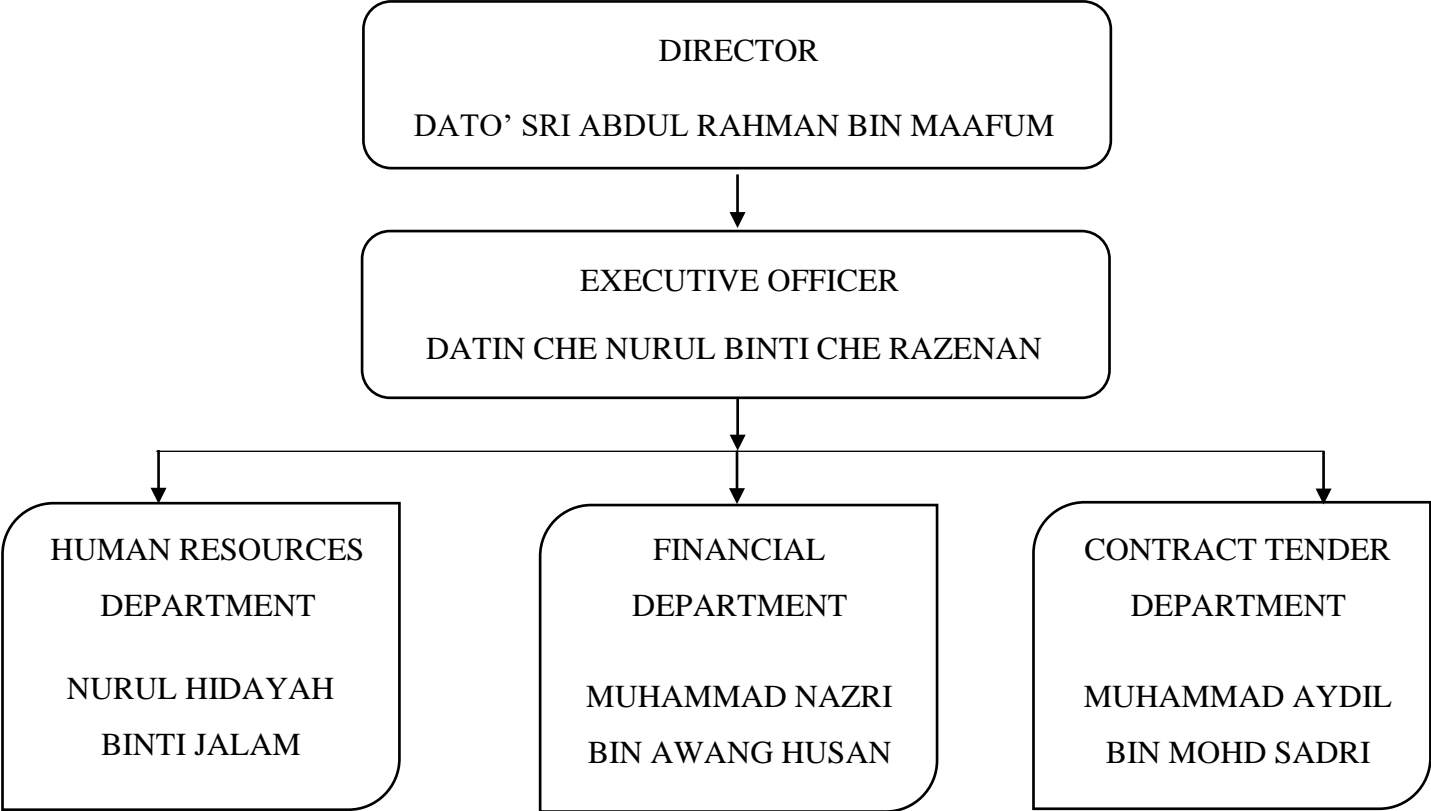 DIRECTOR
DATO’ SRI ABDUL RAHMAN BIN MAAFUM
EXECUTIVE OFFICER
DATIN CHE NURUL BINTI CHE RAZENAN
HUMAN RESOURCES
DEPARTMENT
NURUL HIDAYAH
BINTI JALAM
FINANCIAL
DEPARTMENT
MUHAMMAD NAZRI
BIN AWANG HUSAN
CONTRACT TENDER
DEPARTMENT
MUHAMMAD AYDIL
BIN MOHD SADRI